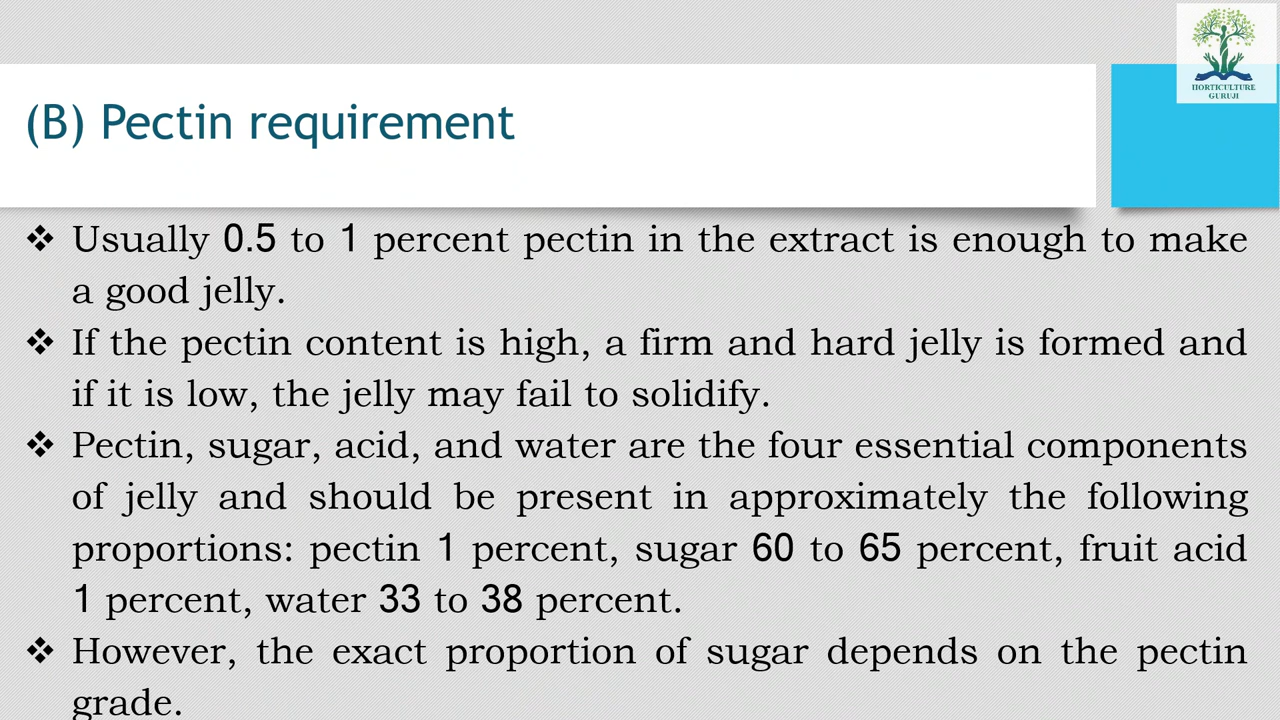 HORTICULTURE
GURUJI
(B) Pectin requirement
❖ Usually 0.5 to 1 percent pectin in the extract is enough to make
a good jelly.
❖ If the pectin content is high, a firm and hard jelly is formed and
if it is low, the jelly may fail to solidify.
❖ Pectin, sugar, acid, and water are the four essential components
of jelly and should be present in approximately the following
proportions: pectin 1 percent, sugar 60 to 65 percent, fruit acid
1 percent, water 33 to 38 percent.
❖ However, the exact proportion of sugar depends on the pectin
grade.